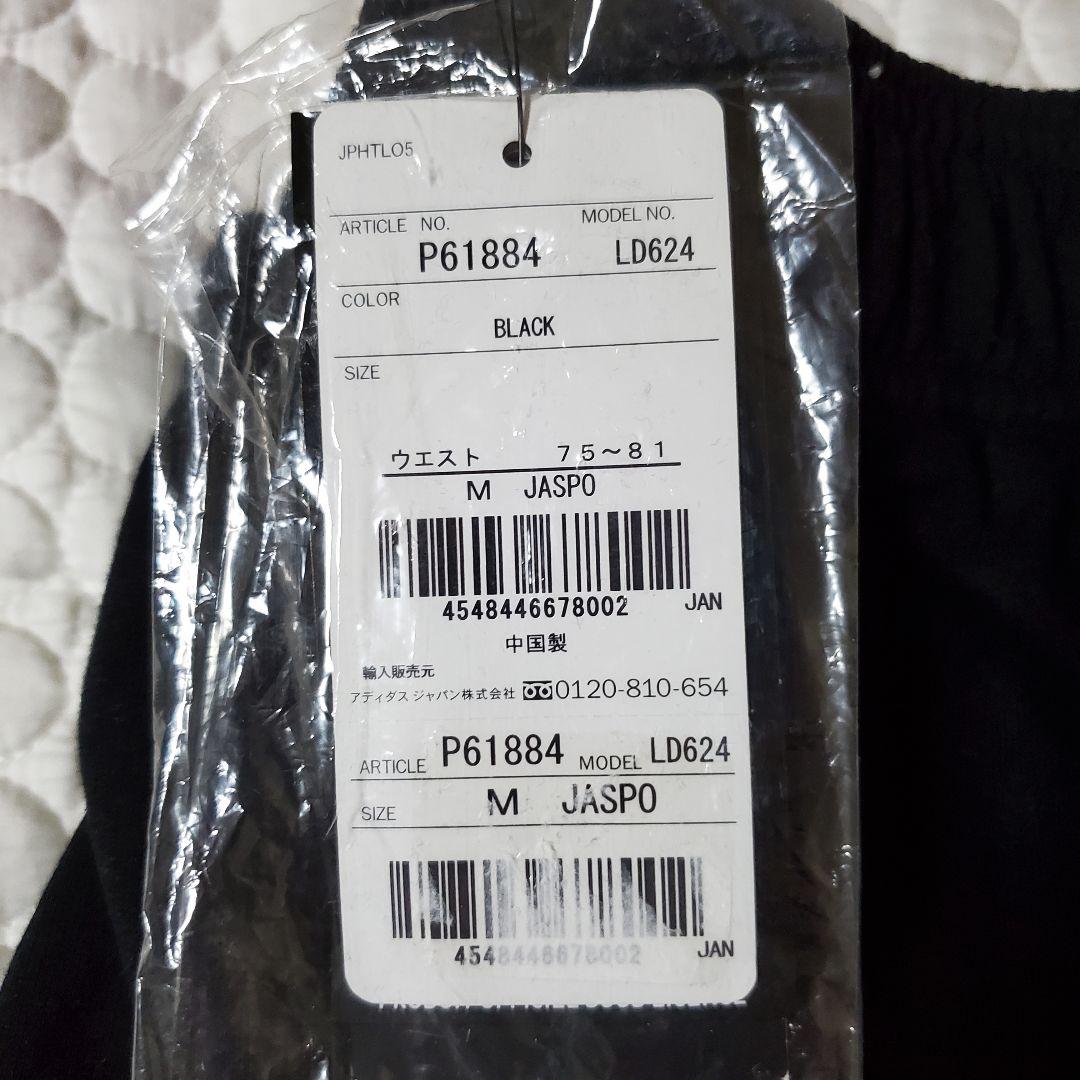 JPHTLO5
ARTICLE NO. MODEL NO.
P61884 LD624
COLOR
BLACK
SIZE
ウエスト 75～81
M JASPO
4548446678002 JAN
中国製
輸入販売元
アディダス ジャパン株式会社 0120-810-654
ARTICLE P61884 MODEL LD624
SIZE M JASPO
4548446678002 JAN